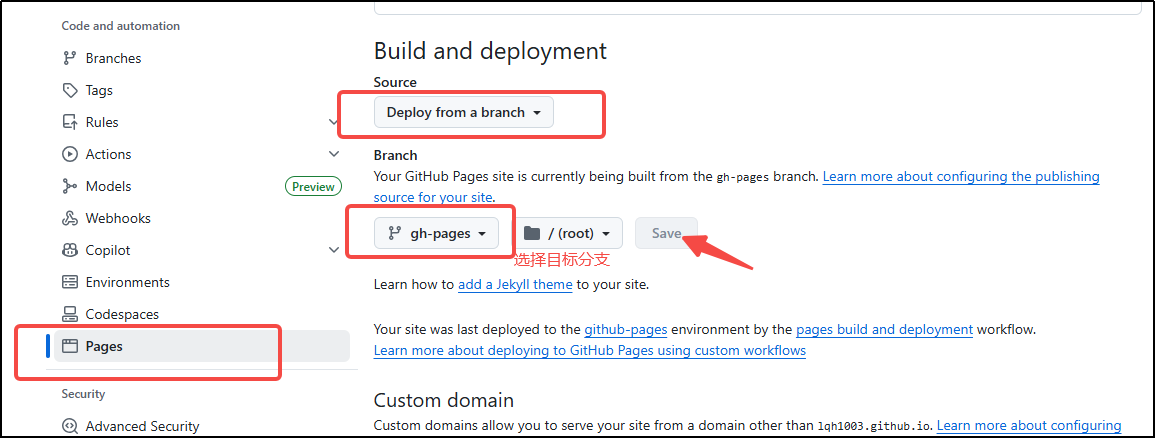 Code and automation
Branches
Tags
Rules
Actions
Models
Preview
Webhooks
Copilot
Environments
Codespaces
Pages
Security
Advanced Security
Build and deployment
Source
Deploy from a branch
Branch
Your GitHub Pages site is currently being built from the gh-pages branch. Learn more about configuring the publishing
source for your site.
gh-pages
/ (root)
Save
选择目标分支
Learn how to add a Jekyll theme to your site.
Your site was last deployed to the github-pages environment by the pages build and deployment workflow.
Learn more about deploying to GitHub Pages using custom workflows
Custom domain
Custom domains allow you to serve your site from a domain other than lqh1003.github.io. Learn more about configuring